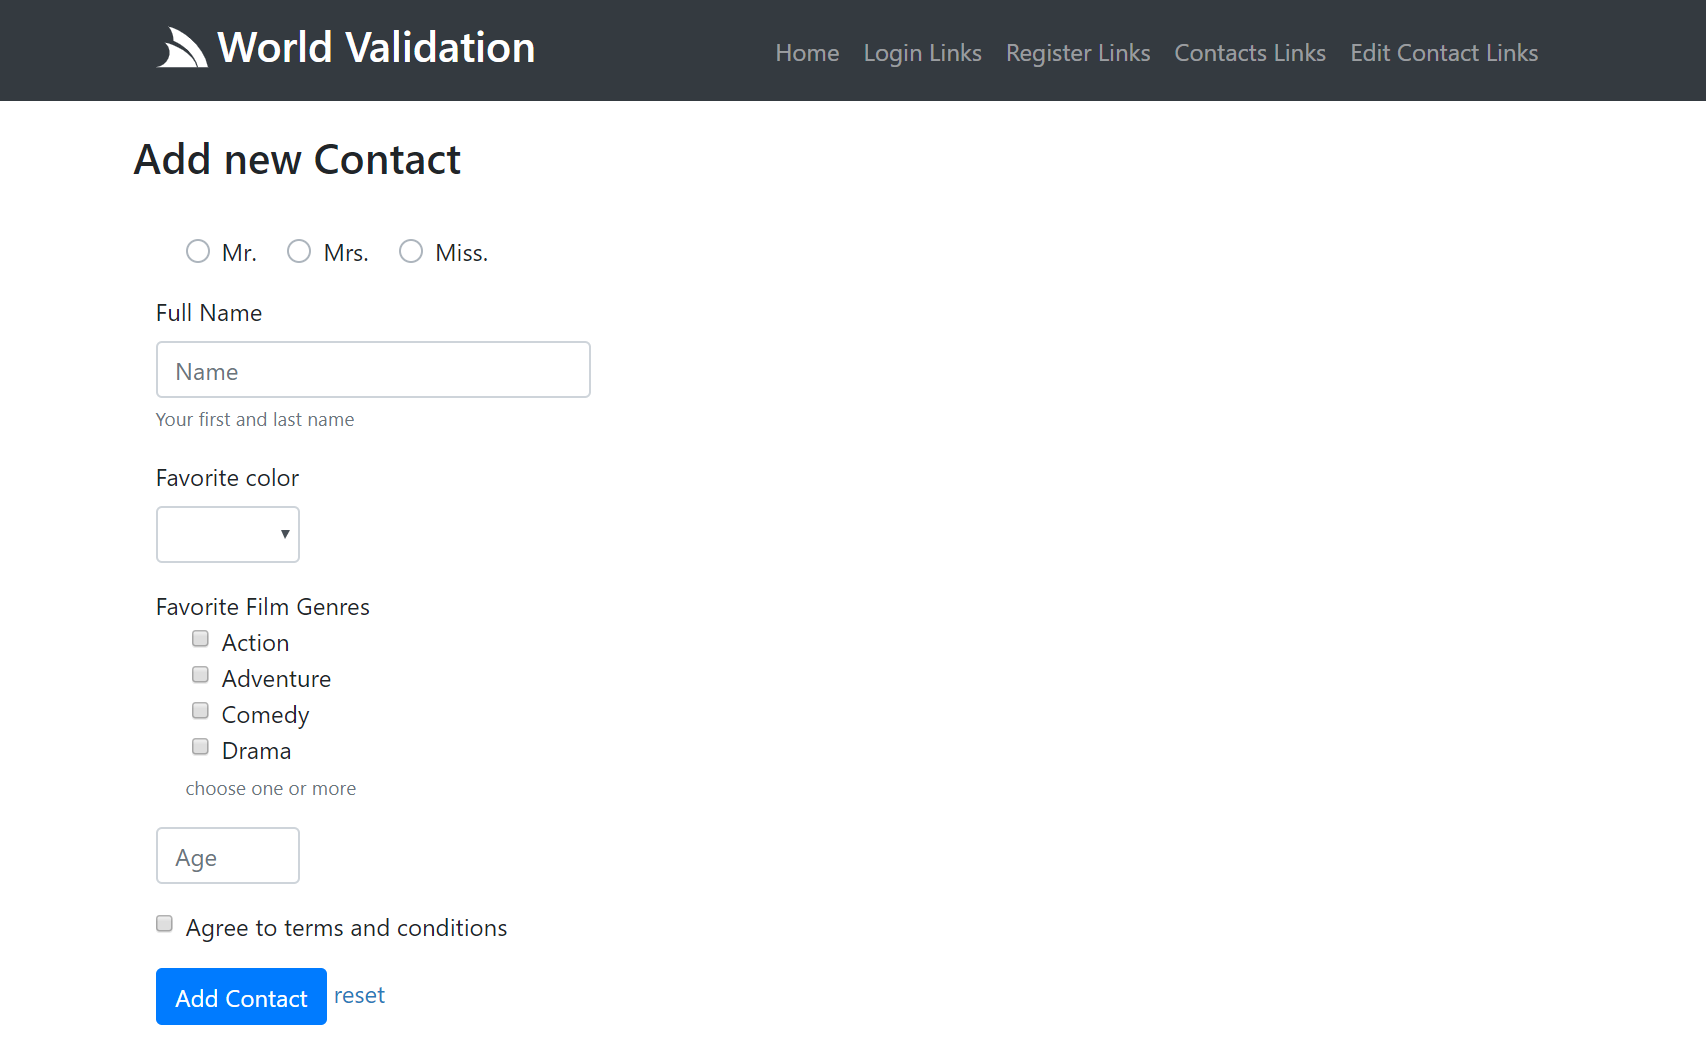 World Validation
Home Login Links Register Links Contacts Links Edit Contact Links
Add new Contact
Mr. Mrs. Miss.
Full Name
Name
Your first and last name
Favorite color
Favorite Film Genres
Action
Adventure
Comedy
Drama
choose one or more
Age
Agree to terms and conditions
Add Contact reset